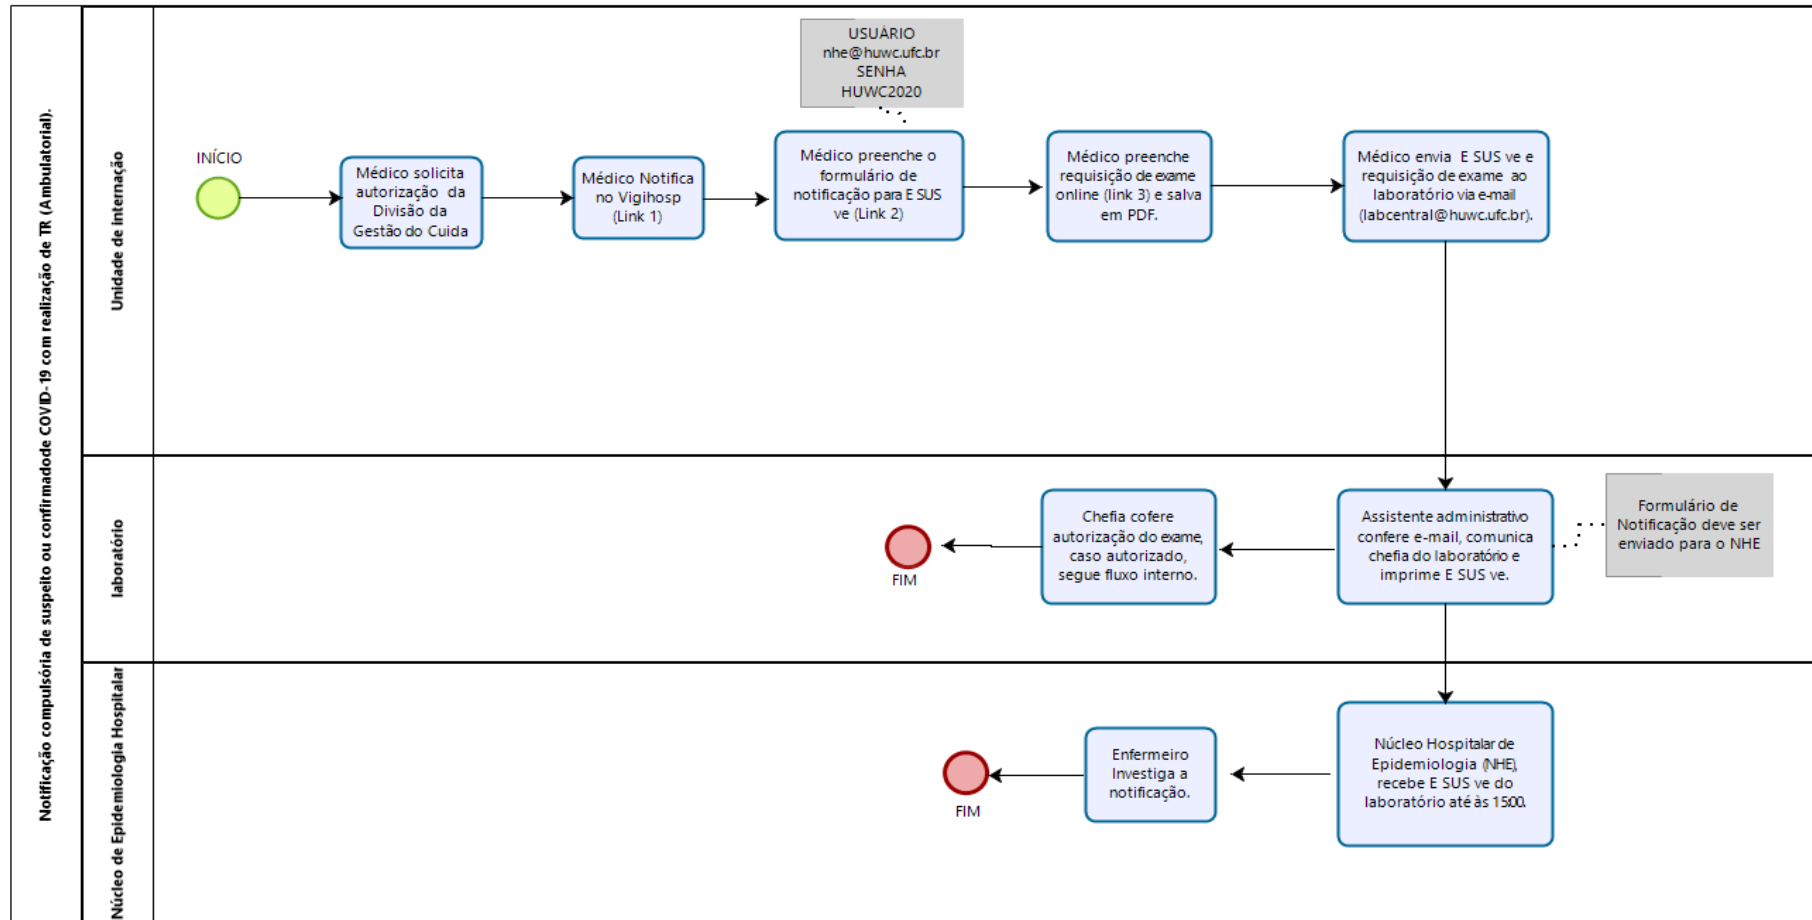 Notificação compulsória de suspeito ou confirmadode COVID-19 com realização de TR (Ambulatorial).
Unidade de internação
INÍCIO
Médico solicita
autorização da
Divisão da
Gestão do Cuida
Médico Notifica
no Vigihosp
(Link 1)
USUÁRIO
nhe@huwc.ufc.br
SENHA
HUWC2020
Médico preenche o
formulário de
notificação para E SUS
ve (Link 2)
Médico preenche
requisição de exame
online (link 3) e salva
em PDF.
Médico envia E SUS ve e
requisição de exame ao
laboratório via e-mail
(labcentral@huwc.ufc.br).
laboratório
FIM
Chefia cofere
autorização do exame,
caso autorizado,
segue fluxo interno.
Assistente administrativo
confere e-mail, comunica
chefia do laboratório e
imprime E SUS ve.
Formulário de
Notificação deve ser
enviado para o NHE
Núcleo de Epidemiologia Hospitalar
FIM
Enfermeiro
Investiga a
notificação.
Núcleo Hospitalar de
Epidemiologia (NHE),
recebe E SUS ve do
laboratório até às 15:00.